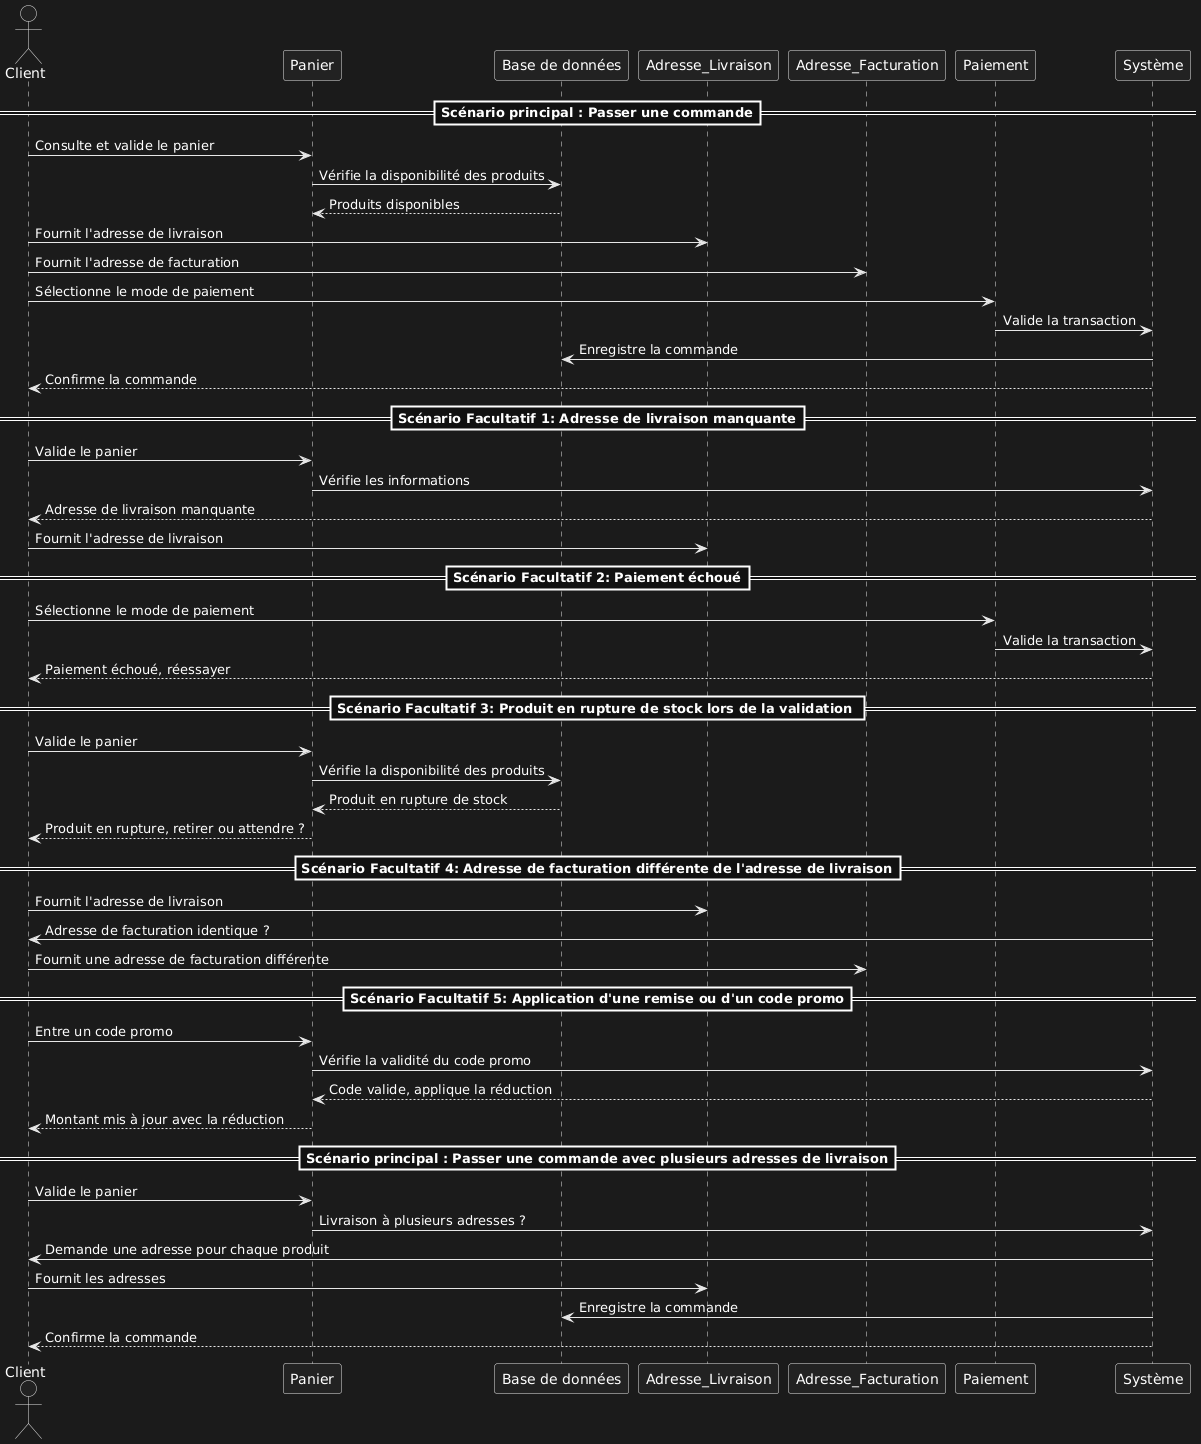 Client
Panier
Base de données
Adresse_Livraison
Adresse_Facturation
Paiement
Système
Scénario principal : Passer une commande
Consulte et valide le panier
Vérifie la disponibilité des produits
Produits disponibles
Fournit l'adresse de livraison
Fournit l'adresse de facturation
Sélectionne le mode de paiement
Valide la transaction
Enregistre la commande
Confirme la commande
Scénario Facultatif 1: Adresse de livraison manquante
Valide le panier
Vérifie les informations
Adresse de livraison manquante
Fournit l'adresse de livraison
Scénario Facultatif 2: Paiement échoué
Sélectionne le mode de paiement
Valide la transaction
Paiement échoué, réessayer
Scénario Facultatif 3: Produit en rupture de stock lors de la validation
Valide le panier
Vérifie la disponibilité des produits
Produit en rupture de stock
Produit en rupture, retirer ou attendre ?
Scénario Facultatif 4: Adresse de facturation différente de l'adresse de livraison
Fournit l'adresse de livraison
Adresse de facturation identique ?
Fournit une adresse de facturation différente
Scénario Facultatif 5: Application d'une remise ou d'un code promo
Entre un code promo
Vérifie la validité du code promo
Code valide, applique la réduction
Montant mis à jour avec la réduction
Scénario principal : Passer une commande avec plusieurs adresses de livraison
Valide le panier
Livraison à plusieurs adresses ?
Demande une adresse pour chaque produit
Fournit les adresses
Enregistre la commande
Confirme la commande
Client
Panier
Base de données
Adresse_Livraison
Adresse_Facturation
Paiement
Système